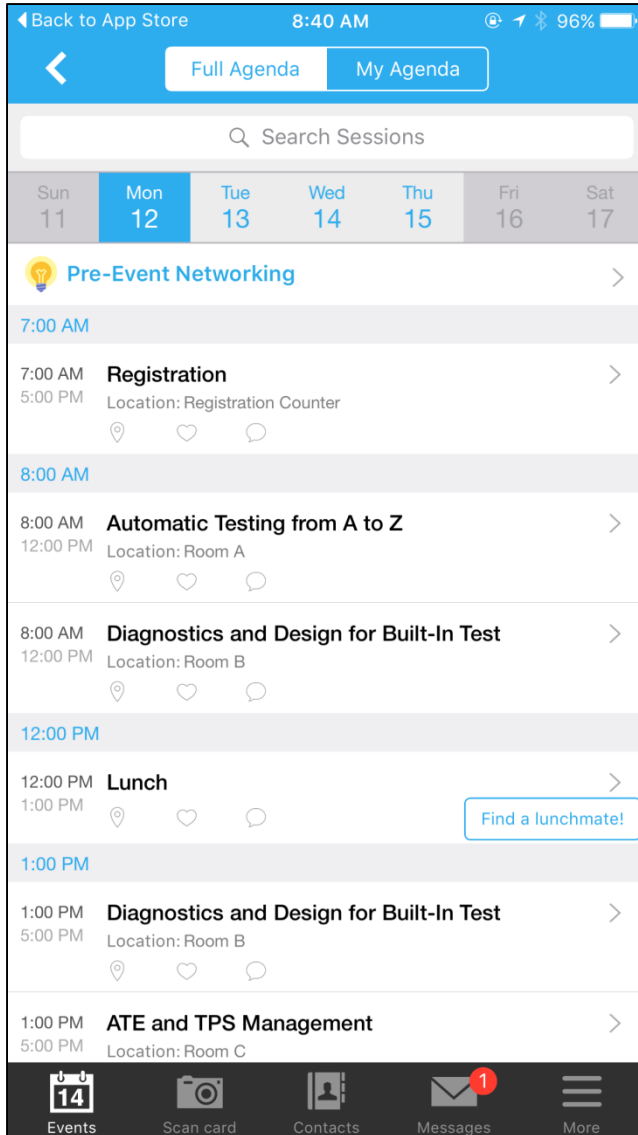 Back to App Store 8:40 AM 96%
Full Agenda My Agenda
Search Sessions
Sun Mon Tue Wed Thu Fri Sat
11 12 13 14 15 16 17
Pre-Event Networking
7:00 AM
7:00 AM Registration
5:00 PM Location: Registration Counter
8:00 AM
8:00 AM Automatic Testing from A to Z
12:00 PM Location: Room A
8:00 AM Diagnostics and Design for Built-In Test
12:00 PM Location: Room B
12:00 PM
12:00 PM Lunch
1:00 PM
Find a lunchmate!
1:00 PM
1:00 PM Diagnostics and Design for Built-In Test
5:00 PM Location: Room B
1:00 PM ATE and TPS Management
5:00 PM Location: Room C
14 1
Events Scan card Contacts Messages More